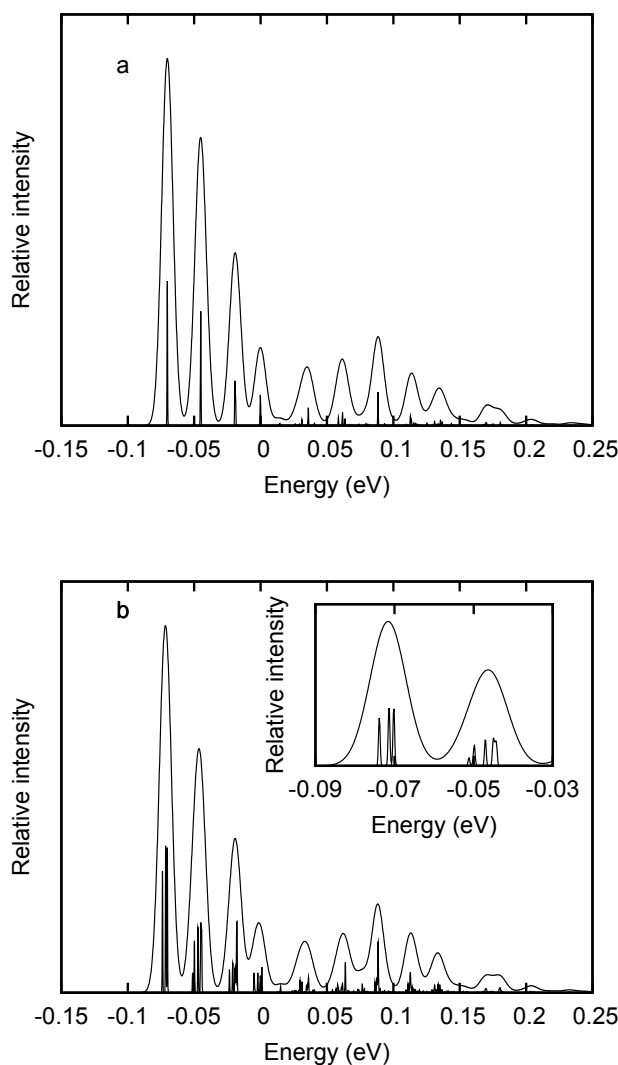 a
Relative intensity
-0.15 -0.1 -0.05 0 0.05 0.1 0.15 0.2 0.25
Energy (eV)
b
Relative intensity
Relative intensity
-0.09 -0.07 -0.05 -0.03
Energy (eV)
-0.15 -0.1 -0.05 0 0.05 0.1 0.15 0.2 0.25
Energy (eV)